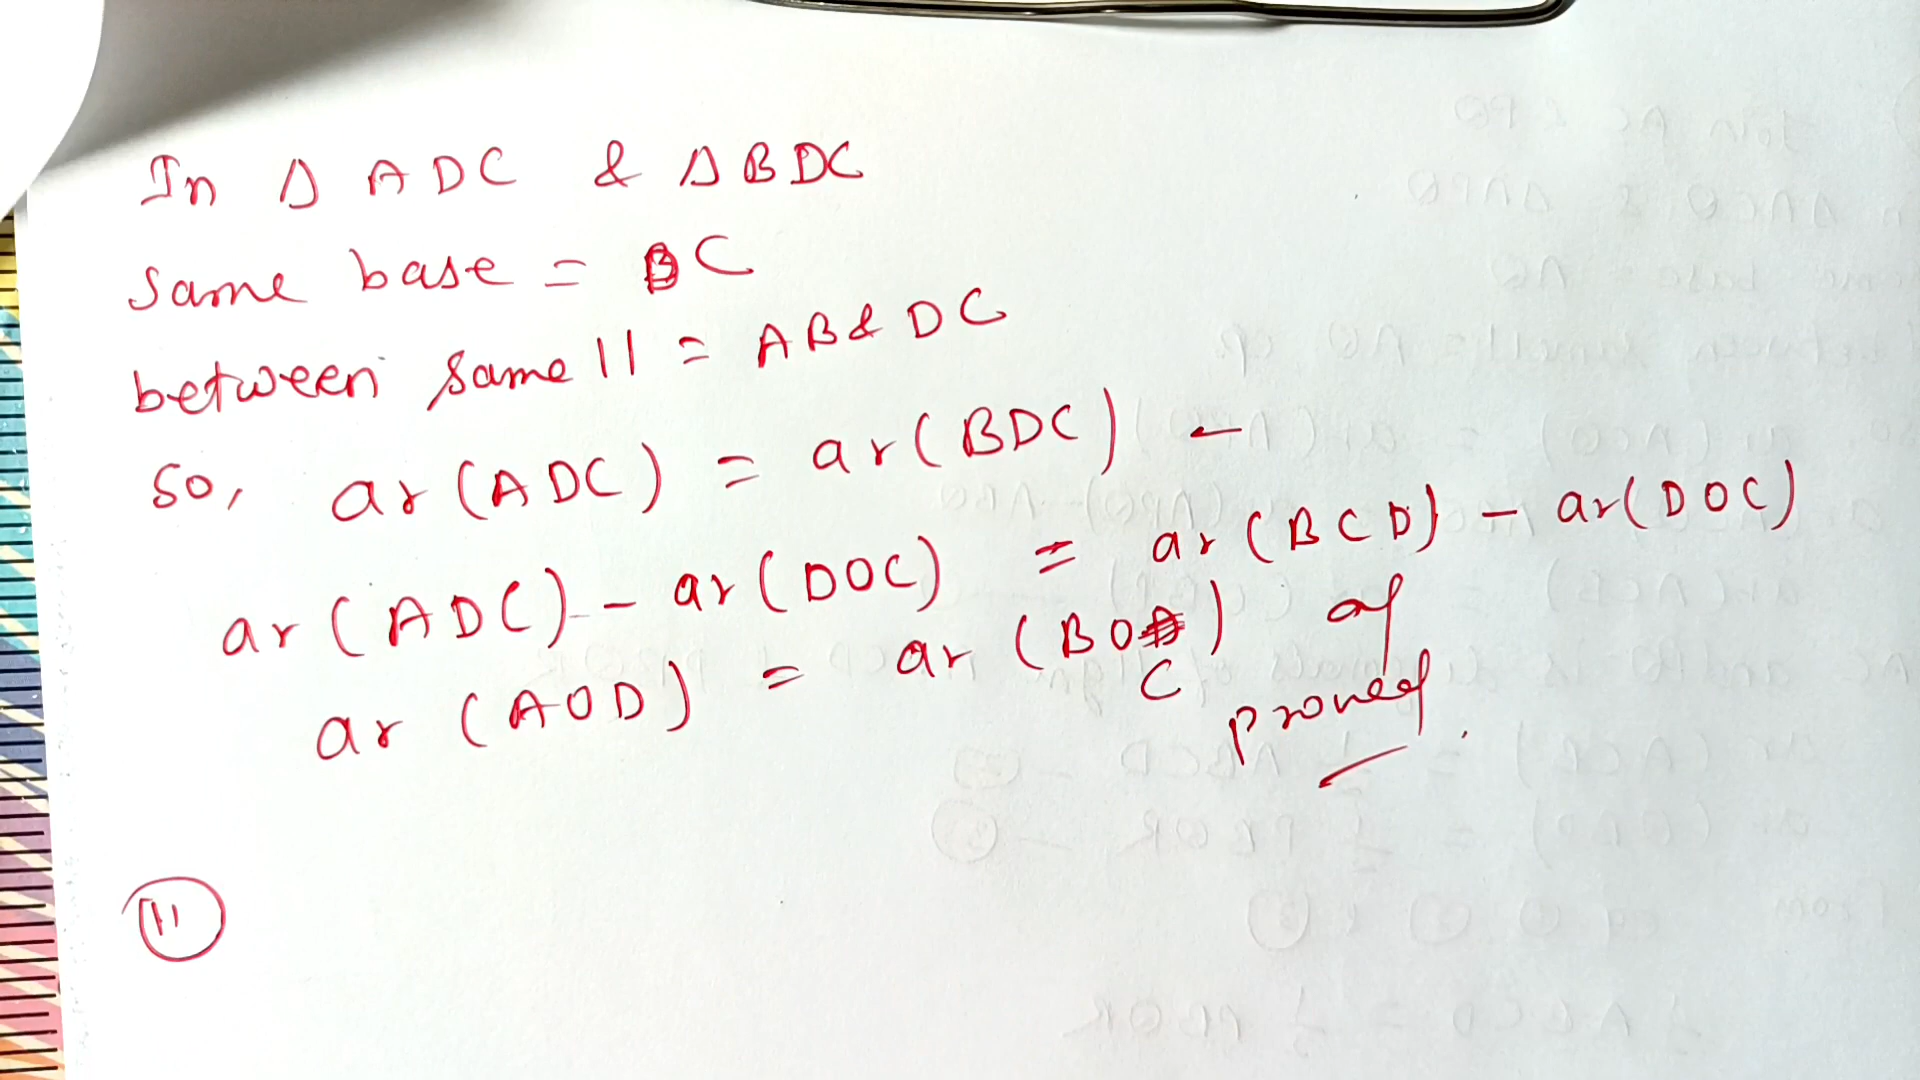 In Δ ADC & Δ BDC
Same base = BC
between same || = AB & DC
So, ar (ADC) = ar (BDC) -
ar (ADC) - ar (DOC) = ar (BCD) - ar (DOC)
ar (AOD) = ar (BOC)
proved.
11